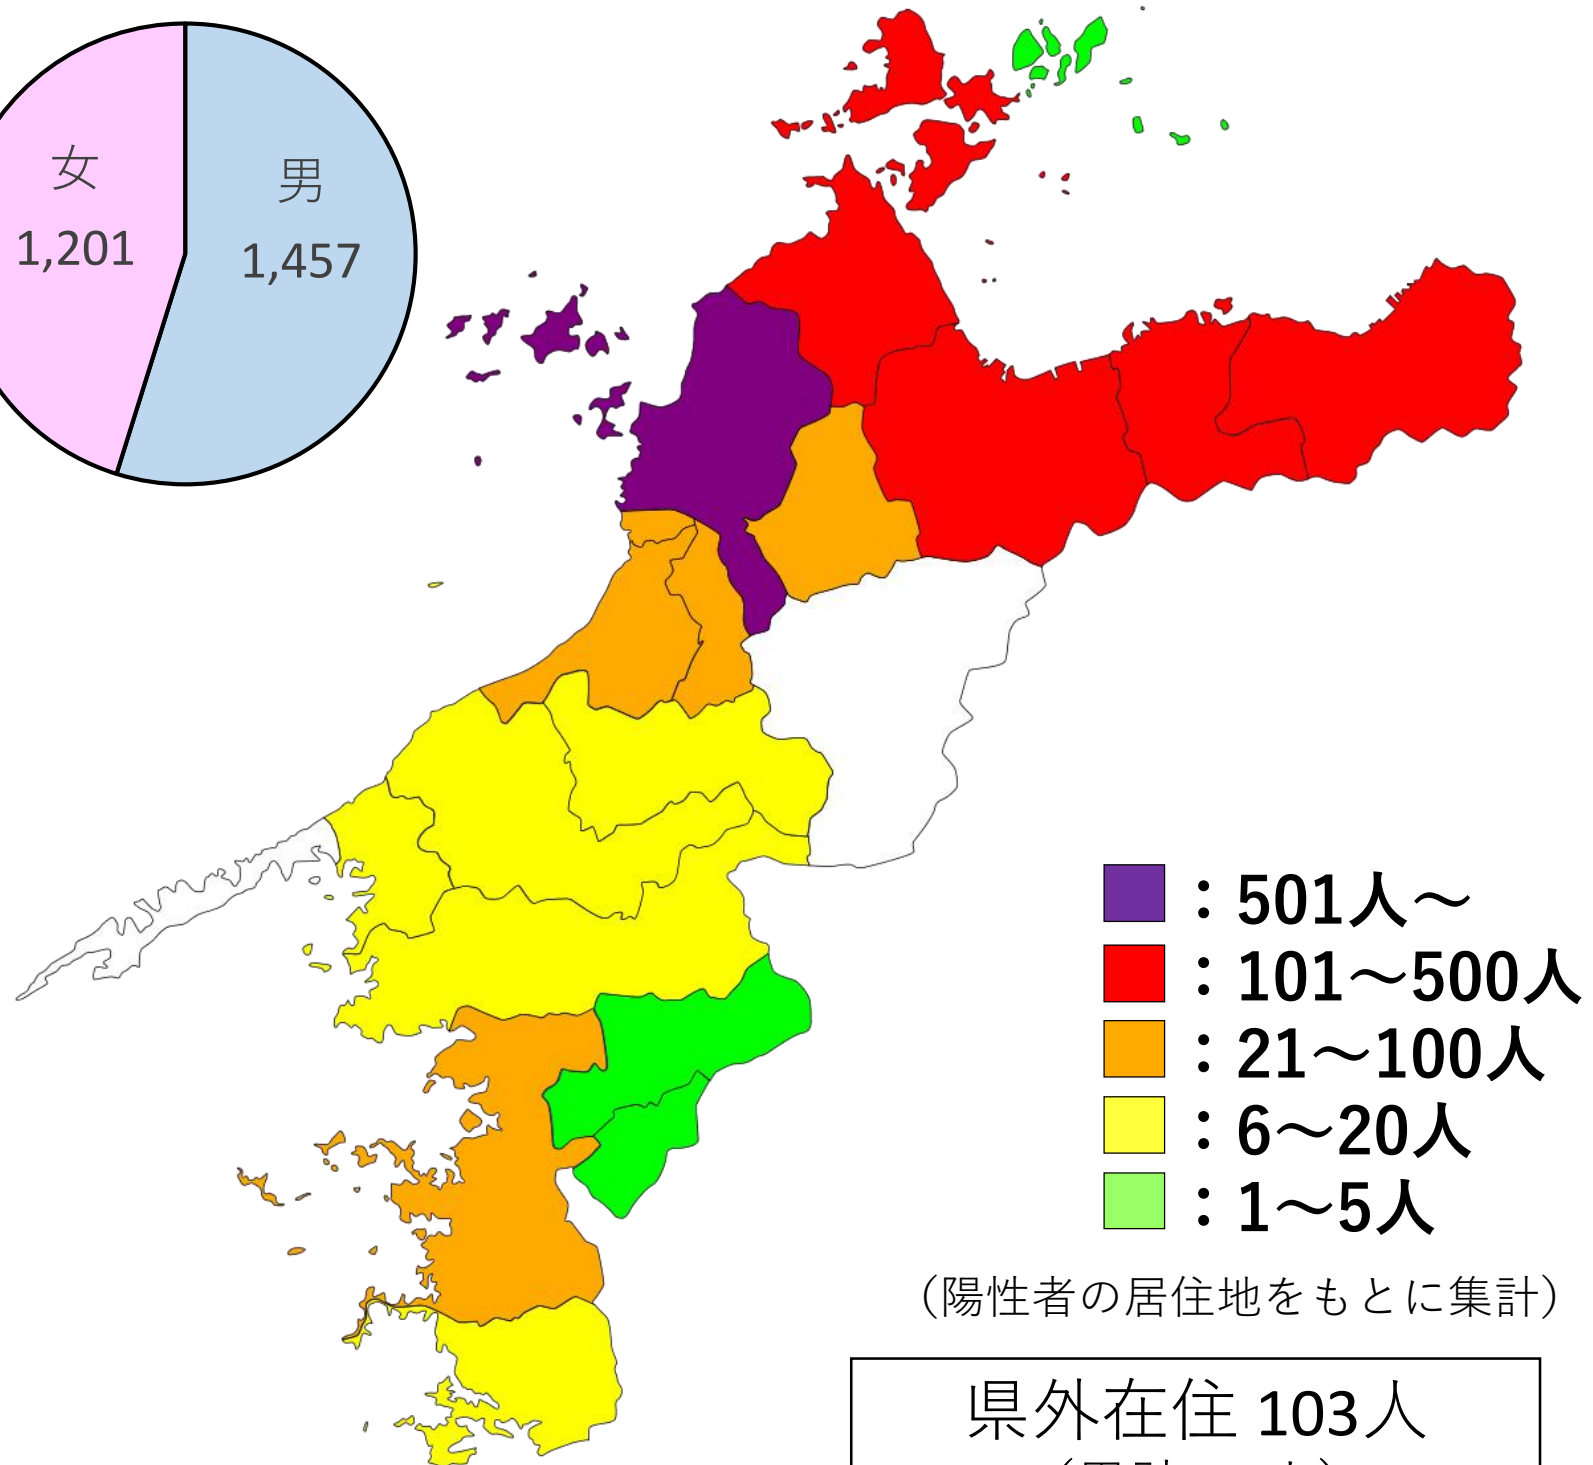 女
1,201
男
1,457
：501人～
：101～500人
：21～100人
：6～20人
：1～5人
（陽性者の居住地をもとに集計）
県外在住 103人